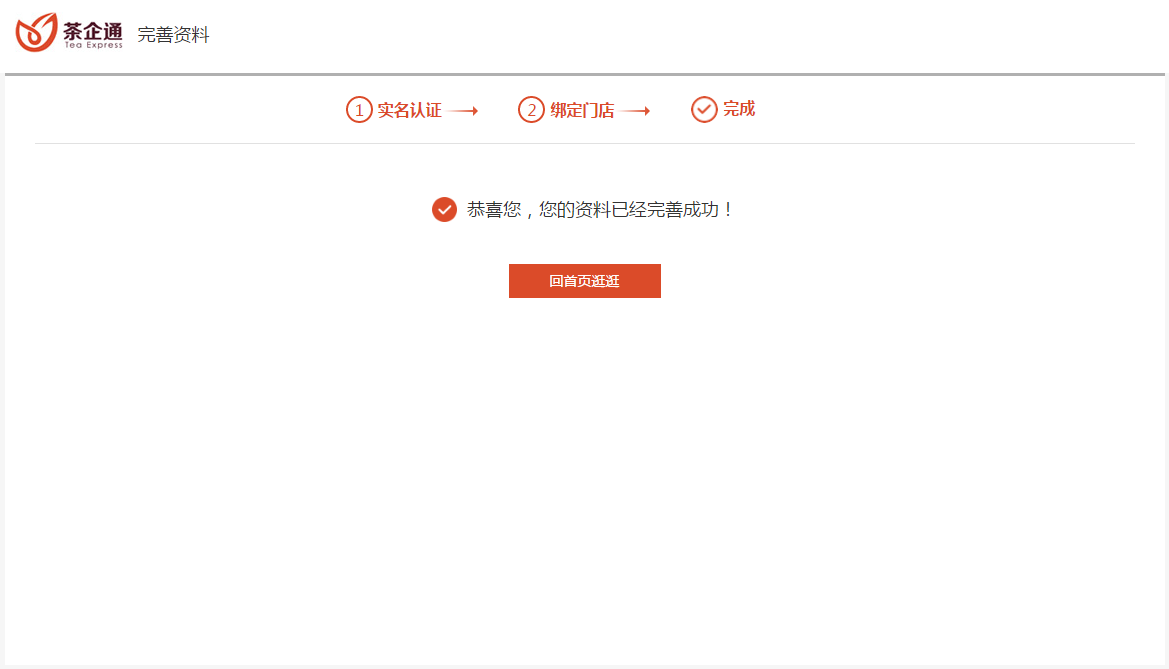 茶企通
Tea Express
完善资料
1 实名认证
2 绑定门店
完成
恭喜您，您的资料已经完善成功！
回首页逛逛